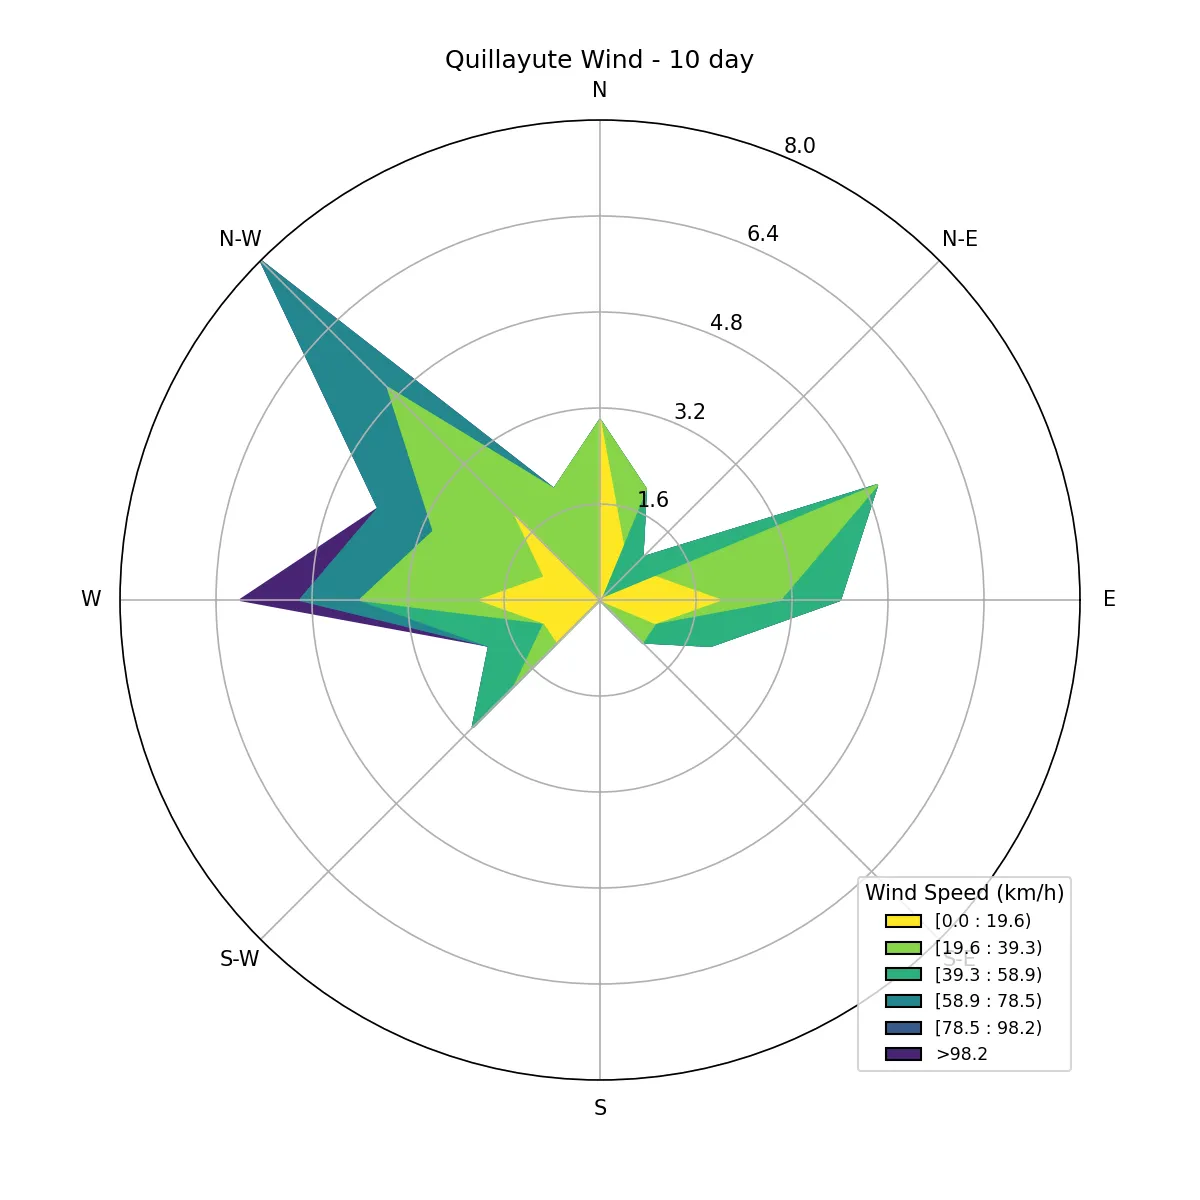 Quillayute Wind - 10 day
N
8.0
N-W
6.4
N-E
4.8
3.2
1.6
W
E
S-W
S-E
S
Wind Speed (km/h)
[0.0 : 19.6)
[19.6 : 39.3)
[39.3 : 58.9)
[58.9 : 78.5)
[78.5 : 98.2)
>98.2